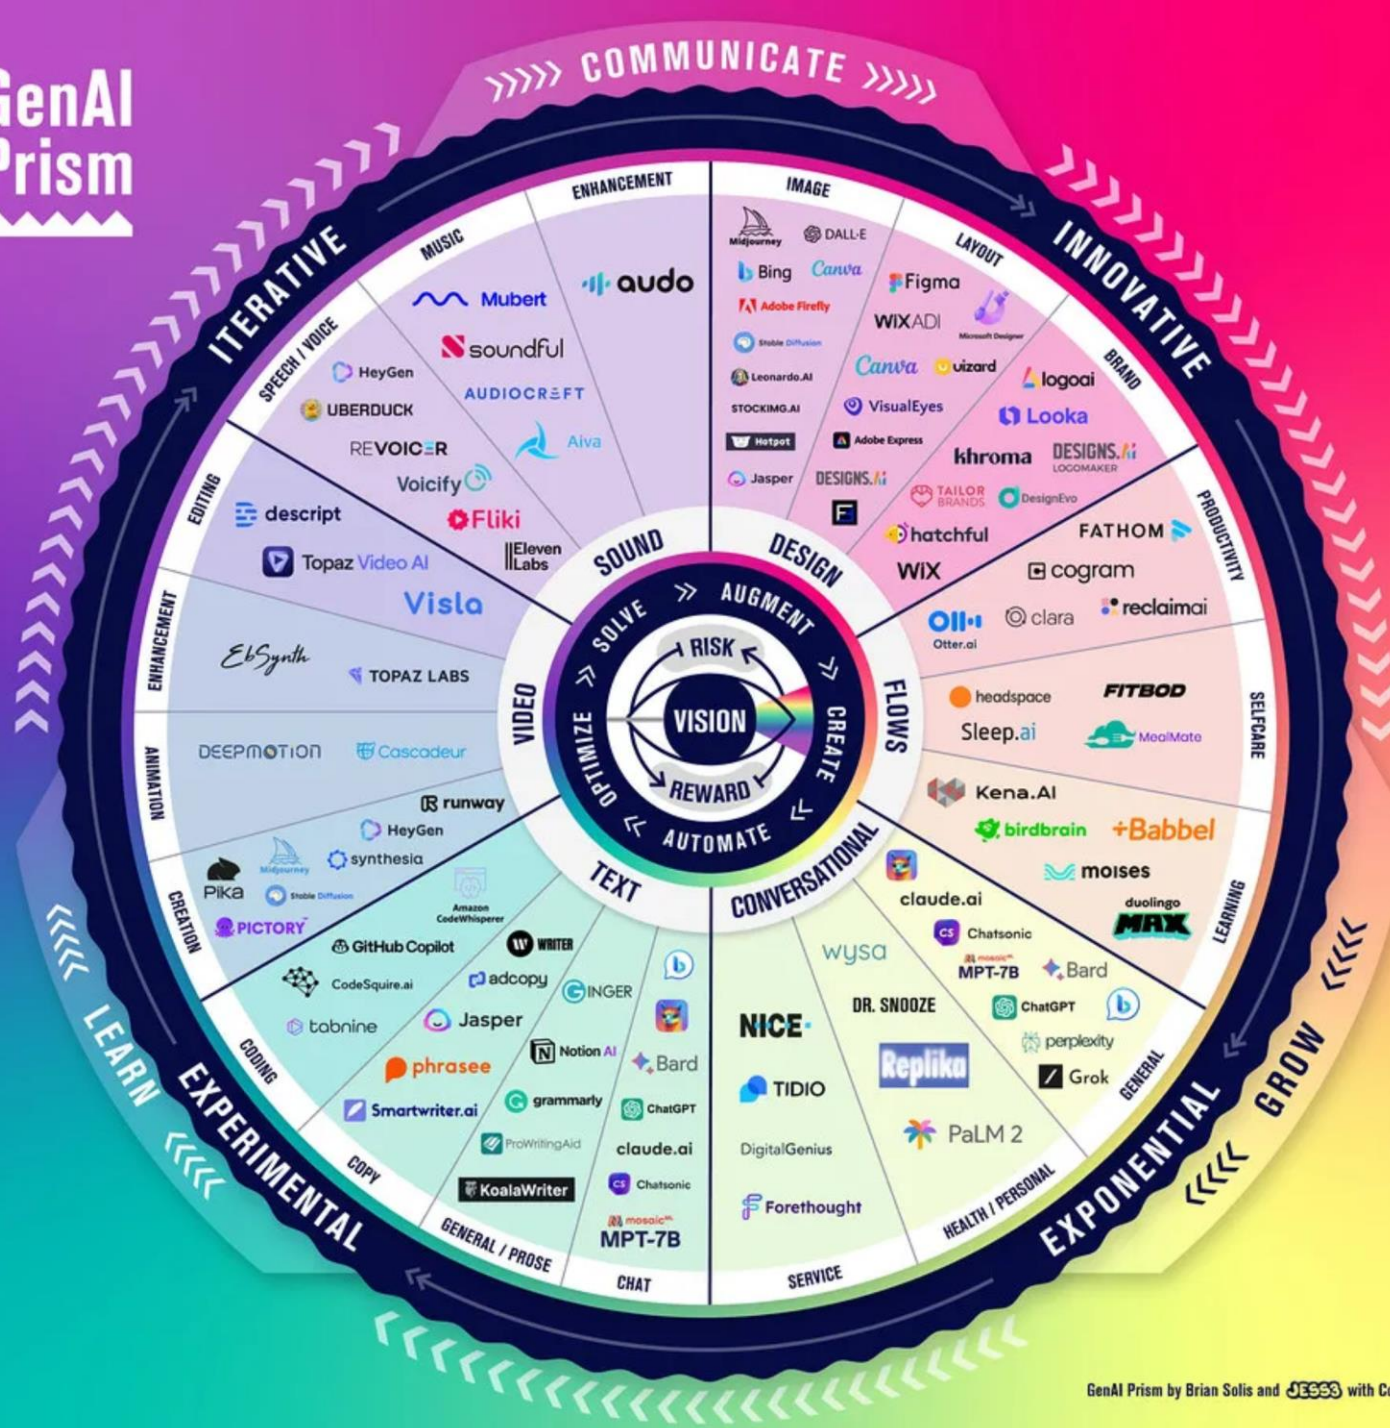 GenAI
Prism
COMMUNICATE
ITERATIVE
INNOVATIVE
EXPERIMENTAL
EXPONENTIAL
LEARN
GROW
SOUND
SPEECH / VOICE
HeyGen
UBERDUCK
REVOICER
Voicify
Fliki
ElevenLabs
MUSIC
Mubert
soundful
AUDIOCRAFT
Aiva
ENHANCEMENT
audo
DESIGN
IMAGE
Midjourney
DALL·E
Bing
Canva
Adobe Firefly
Stable Diffusion
Leonardo.AI
STOCKIMG.AI
Hotpot
Jasper
LAYOUT
Figma
WIXADI
Microsoft Designer
Canva
uizard
VisualEyes
Adobe Express
DESIGNS.Ai
BRAND
logoai
Looka
khroma
DESIGNS.Ai
LOGOMAKER
TAILOR
BRANDS
DesignEvo
hatchful
WiX
FLOWS
PRODUCTIVITY
FATHOM
cogram
Otter.ai
clara
reclaimai
SELFCARE
headspace
FITBOD
Sleep.ai
MealMate
LEARNING
Kena.AI
birdbrain
+Babbel
moises
duolingo
MAX
CONVERSATIONAL
GENERAL
claude.ai
CS Chatsonic
mosaicML
MPT-7B
Bard
ChatGPT
perplexity
Grok
HEALTH / PERSONAL
wysa
DR. SNOOZE
Replika
PaLM 2
SERVICE
NICE
TIDIO
DigitalGenius
Forethought
TEXT
CHAT
Bard
ChatGPT
claude.ai
CS Chatsonic
mosaicML
MPT-7B
GENERAL / PROSE
GINGER
Notion AI
grammarly
ProWritingAid
KoalaWriter
COPY
WRITER
adcopy
Jasper
phrasee
Smartwriter.ai
CODING
Amazon
CodeWhisperer
GitHub Copilot
CodeSquire.ai
tabnine
VIDEO
CREATION
runway
HeyGen
synthesia
Midjourney
Pika
Stable Diffusion
PICTORY
ANIMATION
DEEPMOTION
Cascadeur
ENHANCEMENT
EbSynth
TOPAZ LABS
EDITING
descript
Topaz Video AI
Visla
SOLVE
AUGMENT
CREATE
AUTOMATE
OPTIMIZE
RISK
VISION
REWARD
GenAI Prism by Brian Solis and JESS3 with